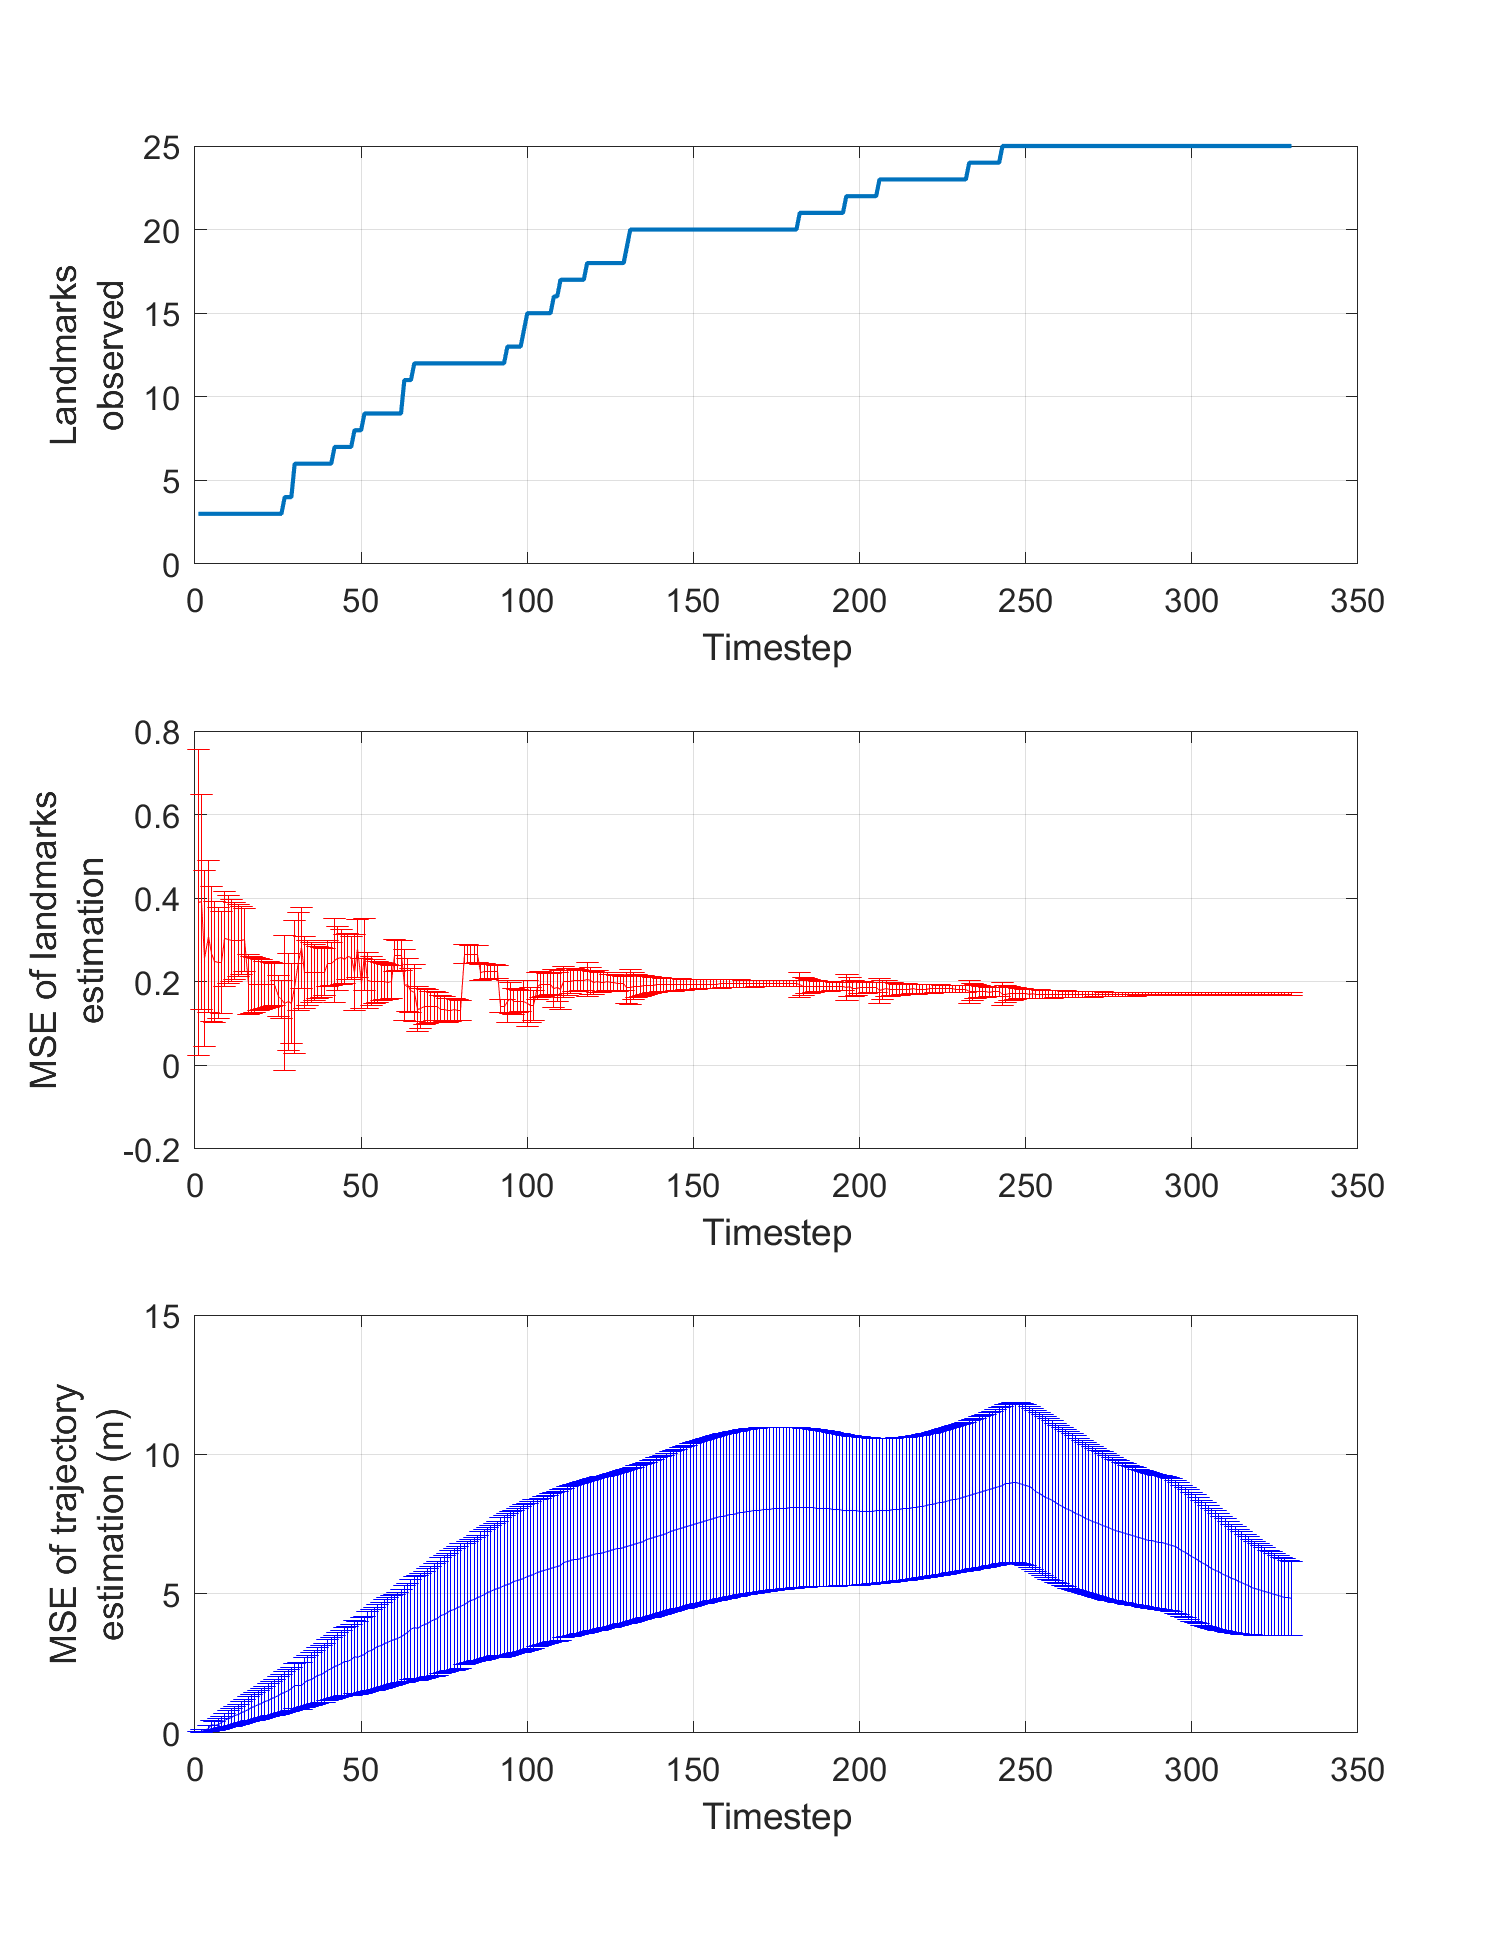 25
20
15
10
5
0
Landmarks
observed
0 50 100 150 200 250 300 350
Timestep
0.8
0.6
0.4
0.2
0
-0.2
MSE of landmarks
estimation
0 50 100 150 200 250 300 350
Timestep
15
10
5
0
MSE of trajectory
estimation (m)
0 50 100 150 200 250 300 350
Timestep